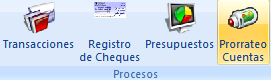 Transacciones
Registro
de Cheques
Presupuestos
Prorrateo
Cuentas
Procesos